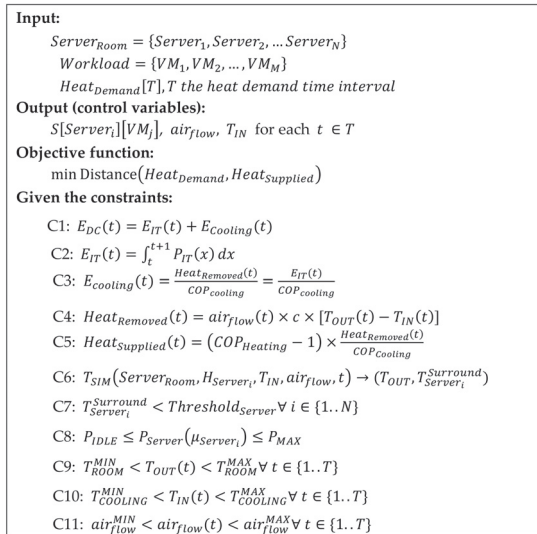 Input:
Server_Room = {Server_1, Server_2, … Server_N}
Workload = {VM_1, VM_2, … , VM_M}
Heat_Demand[T], T the heat demand time interval
Output (control variables):
S[Server_i][VM_j], air_flow, T_IN for each t ∈ T
Objective function:
min Distance(Heat_Demand, Heat_Supplied)
Given the constraints:
C1: E_DC(t) = E_IT(t) + E_Cooling(t)
C2: E_IT(t) = ∫_t^{t+1} P_IT(x) dx
C3: E_cooling(t) = Heat_Removed(t) / COP_cooling = E_IT(t) / COP_cooling
C4: Heat_Removed(t) = air_flow(t) × c × [T_OUT(t) − T_IN(t)]
C5: Heat_Supplied(t) = (COP_Heating − 1) × Heat_Removed(t) / COP_Cooling
C6: T_SIM(Server_Room, H_Server_i, T_IN, air_flow, t) → (T_OUT, T_Server_i^Surround)
C7: T_Server_i^Surround < Threshold_Server ∀ i ∈ {1..N}
C8: P_IDLE ≤ P_Server(μ_Server_i) ≤ P_MAX
C9: T_ROOM^MIN < T_OUT(t) < T_ROOM^MAX ∀ t ∈ {1..T}
C10: T_COOLING^MIN < T_IN(t) < T_COOLING^MAX ∀ t ∈ {1..T}
C11: air_flow^MIN < air_flow(t) < air_flow^MAX ∀ t ∈ {1..T}